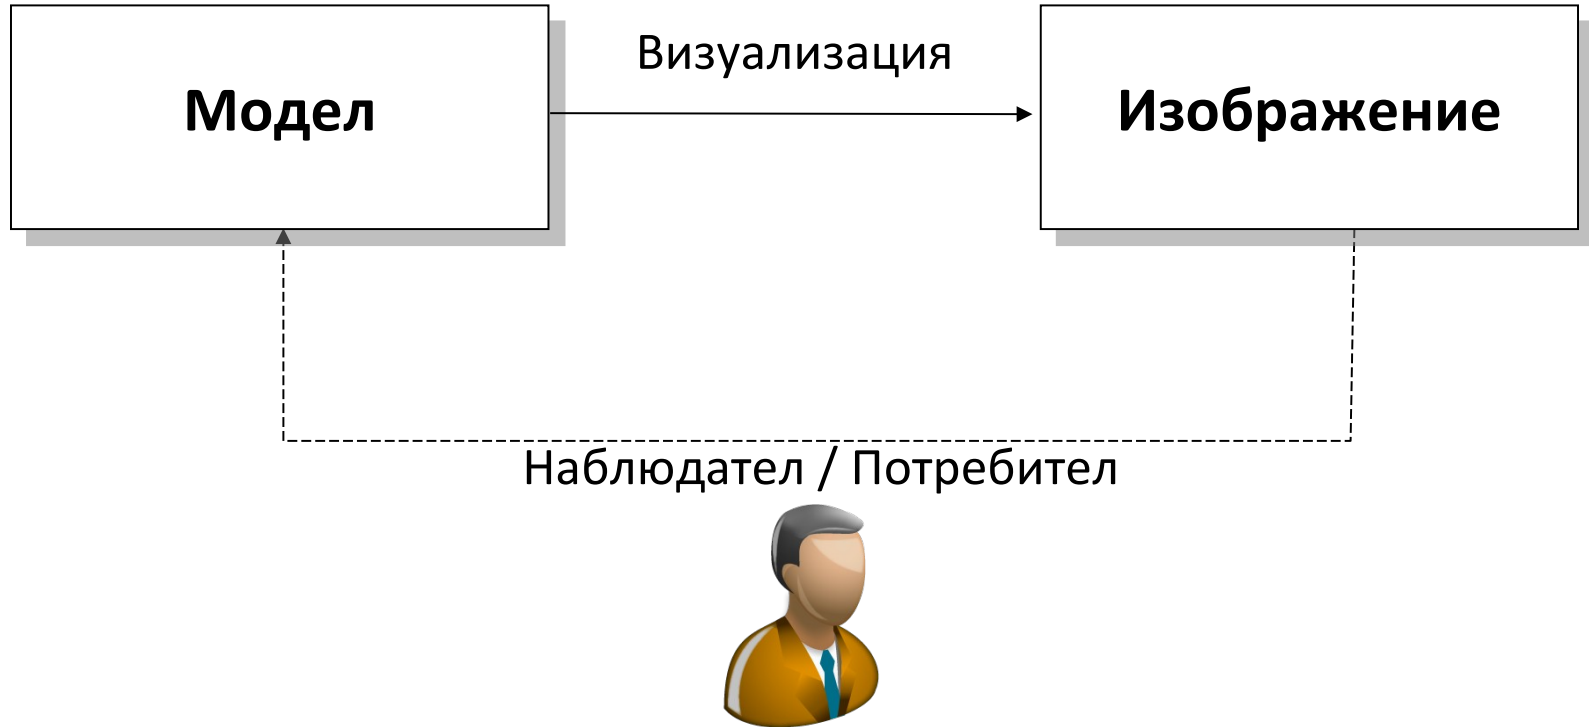 Визуализация
Модел
Изображение
Наблюдател / Потребител